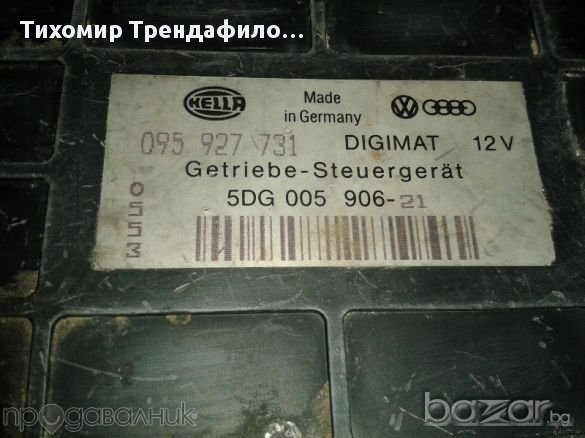 Тихомир Трендафило...
HELLA
Made
in Germany
095 927 731 DIGIMAT 12V
Getriebe-Steuergerät
5DG 005 906-21
0553
продавалник
bazar.bg